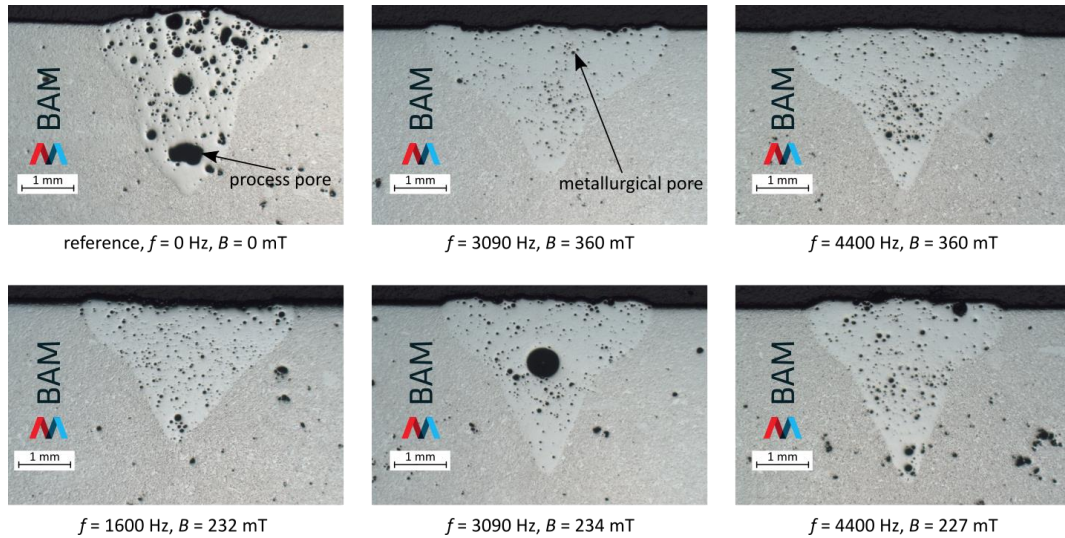 BAM
1 mm
process pore
reference, f = 0 Hz, B = 0 mT
BAM
1 mm
metallurgical pore
f = 3090 Hz, B = 360 mT
BAM
1 mm
f = 4400 Hz, B = 360 mT
BAM
1 mm
f = 1600 Hz, B = 232 mT
BAM
1 mm
f = 3090 Hz, B = 234 mT
BAM
1 mm
f = 4400 Hz, B = 227 mT